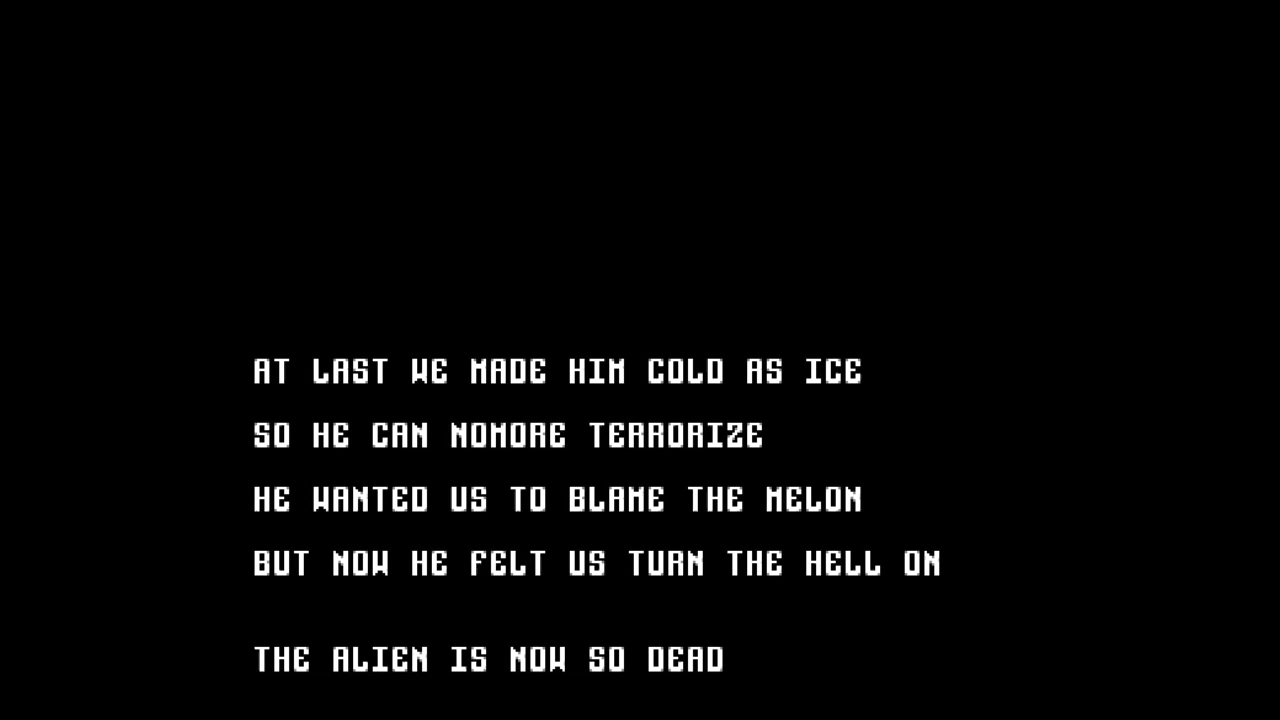 AT LAST WE MADE HIM COLD AS ICE
SO HE CAN NOMORE TERRORIZE
HE WANTED US TO BLAME THE MELON
BUT NOW HE FELT US TURN THE HELL ON
THE ALIEN IS NOW SO DEAD